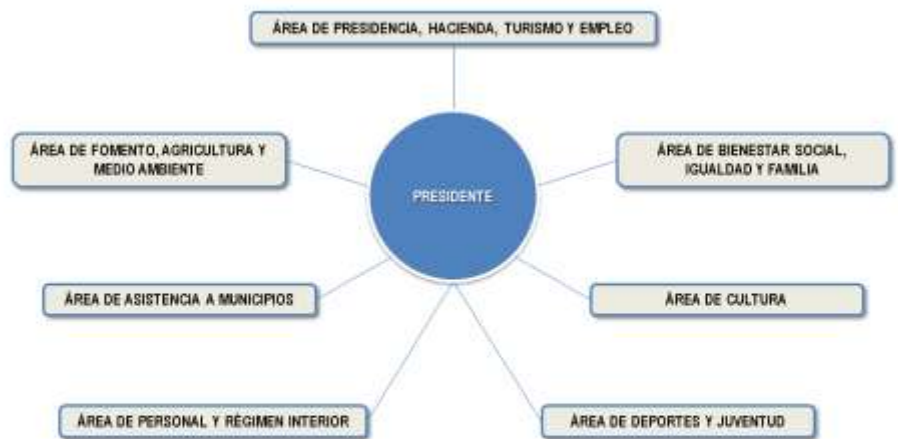 ÁREA DE PRESIDENCIA, HACIENDA, TURISMO Y EMPLEO
ÁREA DE FOMENTO, AGRICULTURA Y
MEDIO AMBIENTE
ÁREA DE BIENESTAR SOCIAL,
IGUALDAD Y FAMILIA
PRESIDENTE
ÁREA DE ASISTENCIA A MUNICIPIOS
ÁREA DE CULTURA
ÁREA DE PERSONAL Y RÉGIMEN INTERIOR
ÁREA DE DEPORTES Y JUVENTUD